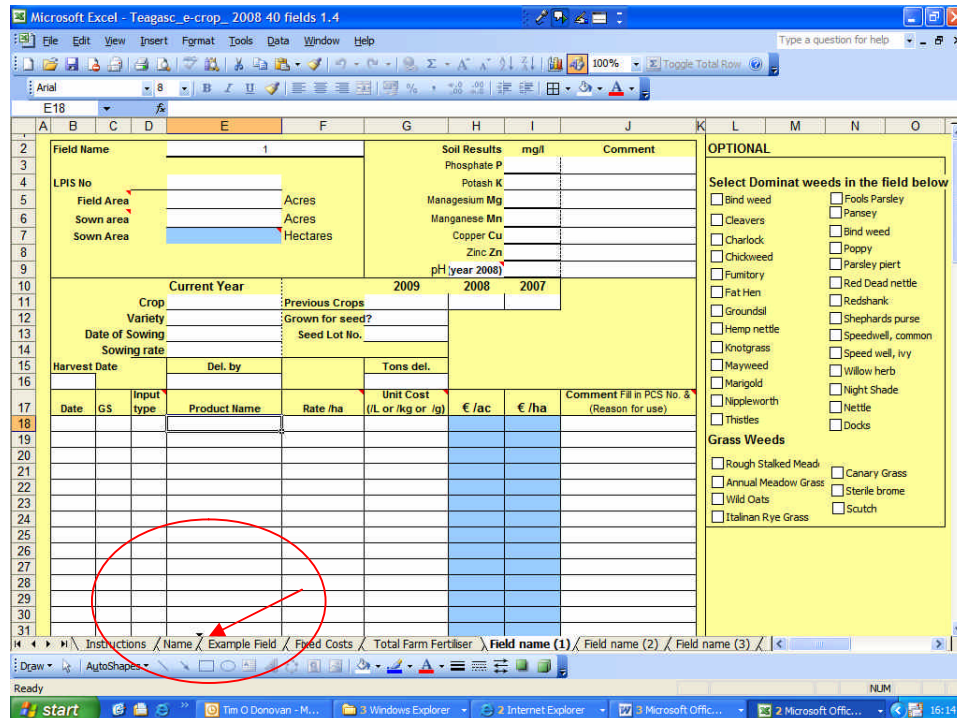 Microsoft Excel - Teagasc_e-crop_ 2008 40 fields 1.4
File Edit View Insert Format Tools Data Window Help Type a question for help
100% Toggle Total Row
Arial 8 B I U
E18 fx
A B C D E F G H I J K L M N O
2 Field Name 1 Soil Results mg/l Comment OPTIONAL
3 Phosphate P
4 LPIS No Potash K Select Dominat weeds in the field below
5 Field Area Acres Managesium Mg Bind weed Fools Parsley
6 Sown area Acres Manganese Mn Cleavers Pansey
7 Sown Area Hectares Copper Cu Charlock Bind weed
8 Zinc Zn Chickweed Poppy
9 pH (year 2008) Fumitory Parsley piert
10 Current Year 2009 2008 2007 Fat Hen Red Dead nettle
11 Crop Previous Crops Groundsil Redshank
12 Variety Grown for seed? Hemp nettle Shephards purse
13 Date of Sowing Seed Lot No. Knotgrass Speedwell, common
14 Sowing rate Mayweed Speed well, ivy
15 Harvest Date Del. by Tons del. Marigold Willow herb
16 Nippleworth Night Shade
17 Date GS Input type Product Name Rate /ha Unit Cost (/L or /kg or /g) €/ac €/ha Comment Fill in PCS No. & (Reason for use) Thistles Nettle
18 Docks
19 Grass Weeds
20 Rough Stalked Mead
21 Annual Meadow Grass Canary Grass
22 Wild Oats Sterile brome
23 Italinan Rye Grass Scutch
24
25
26
27
28
29
30
31
Instructions Name Example Field Fixed Costs Total Farm Fertiliser Field name (1) Field name (2) Field name (3)
Draw AutoShapes
Ready NUM
start Tim O Donovan - M... 3 Windows Explorer 2 Internet Explorer 3 Microsoft Offic... 2 Microsoft Offic... 16:14